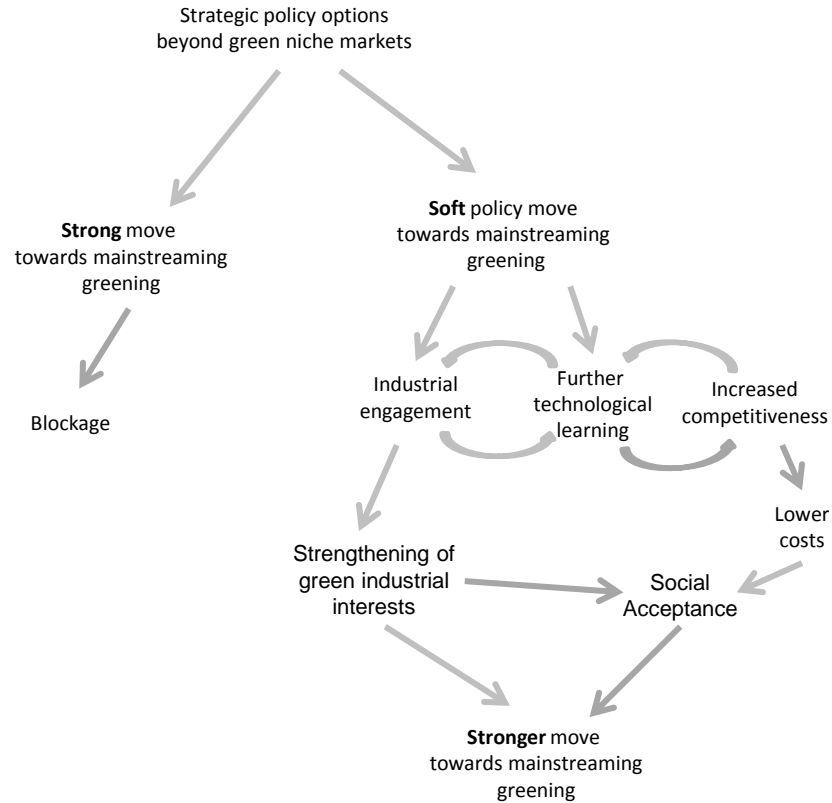 Strategic policy options
beyond green niche markets
Strong move
towards mainstreaming
greening
Soft policy move
towards mainstreaming
greening
Blockage
Industrial
engagement
Further
technological
learning
Increased
competitiveness
Lower
costs
Strengthening of
green industrial
interests
Social
Acceptance
Stronger move
towards mainstreaming
greening